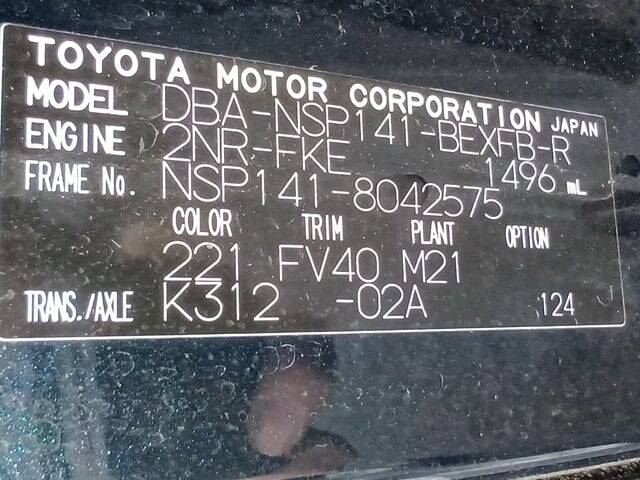 TOYOTA MOTOR CORPORATION JAPAN
MODEL DBA-NSP141-BEXFB-R
ENGINE 2NR-FKE 1496 mL
FRAME No. NSP141-8042575
COLOR TRIM PLANT OPTION
221 FV40 M21
TRANS./AXLE K312 -02A 124